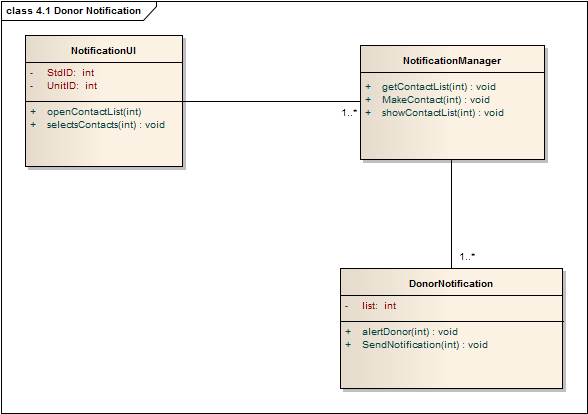 class 4.1 Donor Notification
NotificationUI
- StdID: int
- UnitID: int
+ openContactList(int)
+ selectsContacts(int) : void
NotificationManager
+ getContactList(int) : void
+ MakeContact(int) : void
+ showContactList(int) : void
1..*
1..*
DonorNotification
- list: int
+ alertDonor(int) : void
+ SendNotification(int) : void